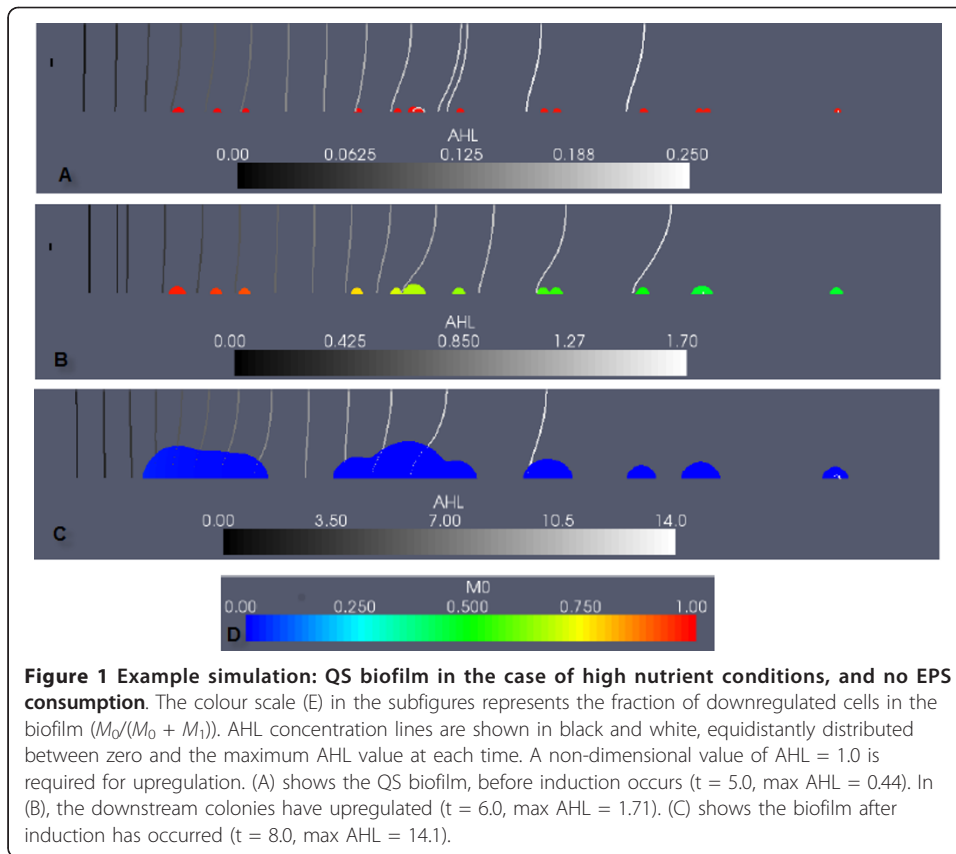 AHL
0.00 0.0625 0.125 0.188 0.250
A
AHL
0.00 0.425 0.850 1.27 1.70
B
AHL
0.00 3.50 7.00 10.5 14.0
C
M0
0.00 0.250 0.500 0.750 1.00
D
Figure 1 Example simulation: QS biofilm in the case of high nutrient conditions, and no EPS
consumption. The colour scale (E) in the subfigures represents the fraction of downregulated cells in the
biofilm (M₀/(M₀ + M₁)). AHL concentration lines are shown in black and white, equidistantly distributed
between zero and the maximum AHL value at each time. A non-dimensional value of AHL = 1.0 is
required for upregulation. (A) shows the QS biofilm, before induction occurs (t = 5.0, max AHL = 0.44). In
(B), the downstream colonies have upregulated (t = 6.0, max AHL = 1.71). (C) shows the biofilm after
induction has occurred (t = 8.0, max AHL = 14.1).